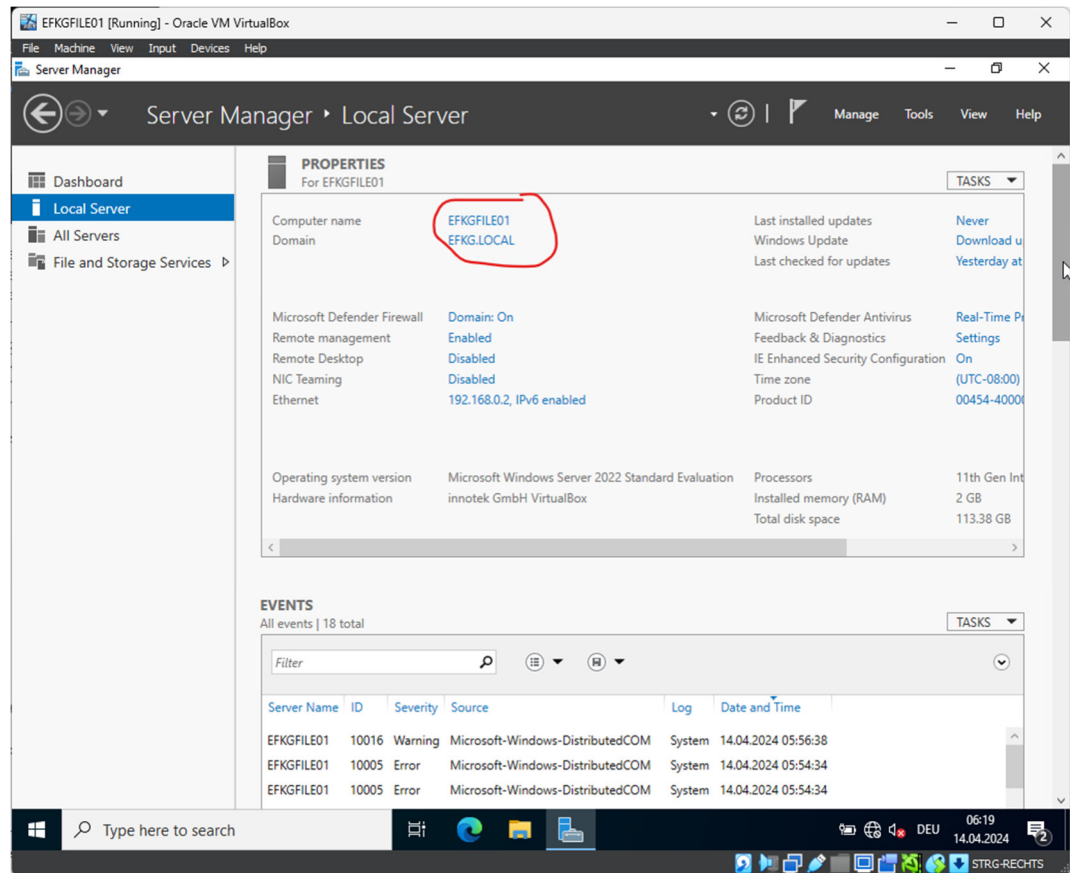 EFKGFILE01 [Running] - Oracle VM VirtualBox
File Machine View Input Devices Help
Server Manager
Server Manager Local Server
Manage Tools View Help
Dashboard
Local Server
All Servers
File and Storage Services
PROPERTIES
For EFKGFILE01
TASKS
Computer name EFKGFILE01 Last installed updates Never
Domain EFKG.LOCAL Windows Update Download u
Last checked for updates Yesterday at
Microsoft Defender Firewall Domain: On Microsoft Defender Antivirus Real-Time Pr
Remote management Enabled Feedback & Diagnostics Settings
Remote Desktop Disabled IE Enhanced Security Configuration On
NIC Teaming Disabled Time zone (UTC-08:00)
Ethernet 192.168.0.2, IPv6 enabled Product ID 00454-40000
Operating system version Microsoft Windows Server 2022 Standard Evaluation Processors 11th Gen Int
Hardware information innotek GmbH VirtualBox Installed memory (RAM) 2 GB
Total disk space 113.38 GB
EVENTS
All events | 18 total
TASKS
Filter
Server Name ID Severity Source Log Date and Time
EFKGFILE01 10016 Warning Microsoft-Windows-DistributedCOM System 14.04.2024 05:56:38
EFKGFILE01 10005 Error Microsoft-Windows-DistributedCOM System 14.04.2024 05:54:34
EFKGFILE01 10005 Error Microsoft-Windows-DistributedCOM System 14.04.2024 05:54:34
Type here to search
DEU
06:19
14.04.2024
2
STRG-RECHTS